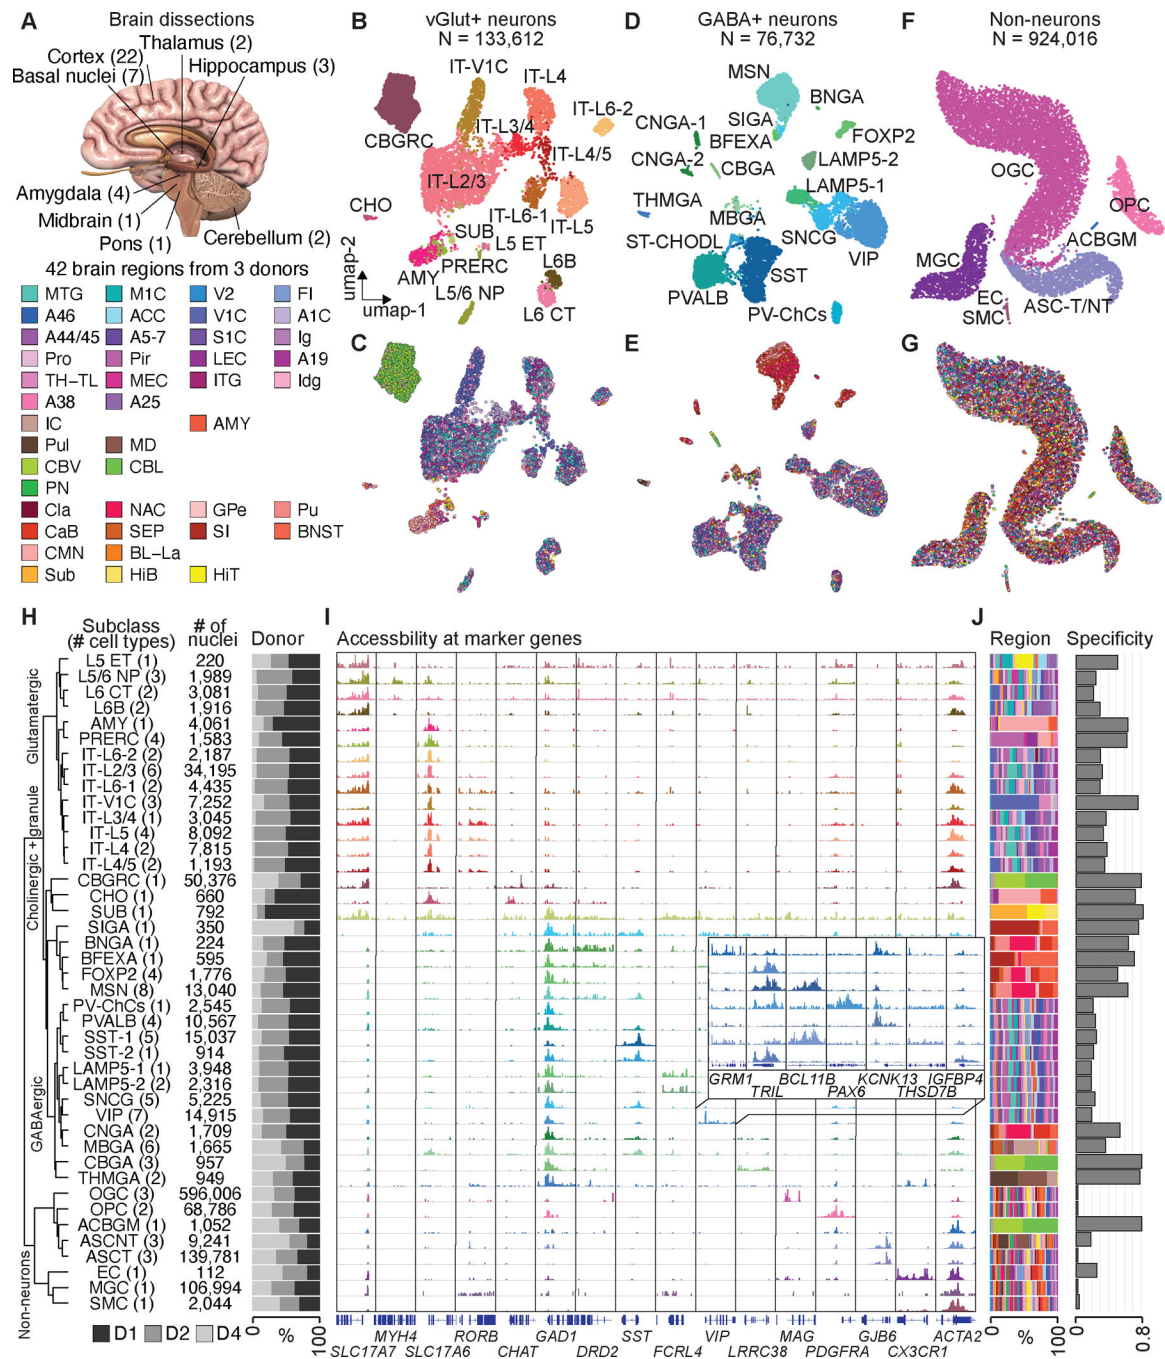 A
Brain dissections
Thalamus (2)
Cortex (22)
Hippocampus (3)
Basal nuclei (7)
Amygdala (4)
Midbrain (1)
Pons (1)
Cerebellum (2)
42 brain regions from 3 donors
MTG M1C V2 FI
A46 ACC V1C A1C
A44/45 A5-7 S1C Ig
Pro Pir LEC A19
TH-TL MEC ITG Idg
A38 A25
IC AMY
Pul MD
CBV CBL
PN
Cla NAC GPe Pu
CaB SEP SI BNST
CMN BL-La
Sub HiB HiT
B
vGlut+ neurons
N = 133,612
IT-V1C
IT-L4
IT-L6-2
CBGRC
IT-L3/4
IT-L4/5
IT-L2/3
CHO
IT-L6-1
IT-L5
SUB
L5 ET
AMY
PRERC
L6B
L5/6 NP
L6 CT
umap-2
umap-1
C
D
GABA+ neurons
N = 76,732
MSN
BNGA
SIGA
CNGA-1
BFEXA
FOXP2
CNGA-2
CBGA
LAMP5-2
LAMP5-1
THMGA
MBGA
ST-CHODL
SNCG
VIP
SST
PVALB
PV-ChCs
E
F
Non-neurons
N = 924,016
OGC
OPC
ACBGM
MGC
EC
SMC
ASC-T/NT
G
H
Subclass
(# cell types)
# of
nuclei
Donor
Glutamatergic
Cholinergic +granule
GABAergic
Non-neurons
L5 ET (1) 220
L5/6 NP (3) 1,989
L6 CT (2) 3,081
L6B (2) 1,916
AMY (1) 4,061
PRERC (4) 1,583
IT-L6-2 (2) 2,187
IT-L2/3 (6) 34,195
IT-L6-1 (2) 4,435
IT-V1C (3) 7,252
IT-L3/4 (1) 3,045
IT-L5 (4) 8,092
IT-L4 (2) 7,815
IT-L4/5 (2) 1,193
CBGRC (1) 50,376
CHO (1) 660
SUB (1) 792
SIGA (1) 350
BNGA (1) 224
BFEXA (1) 595
FOXP2 (4) 1,776
MSN (8) 13,040
PV-ChCs (1) 2,545
PVALB (4) 10,567
SST-1 (5) 15,037
SST-2 (1) 914
LAMP5-1 (1) 3,948
LAMP5-2 (2) 2,316
SNCG (5) 5,225
VIP (7) 14,915
CNGA (2) 1,709
MBGA (6) 1,665
CBGA (3) 957
THMGA (2) 949
OGC (3) 596,006
OPC (2) 68,786
ACBGM (1) 1,052
ASCNT (3) 9,241
ASCT (3) 139,781
EC (1) 112
MGC (1) 106,994
SMC (1) 2,044
D1 D2 D4
0 % 100
I
Accessbility at marker genes
GRM1 BCL11B KCNK13 IGFBP4
TRIL PAX6 THSD7B
MYH4 RORB GAD1 SST VIP MAG GJB6 ACTA2
SLC17A7 SLC17A6 CHAT DRD2 FCRL4 LRRC38 PDGFRA CX3CR1
J
Region
Specificity
0 % 100
0 0.8